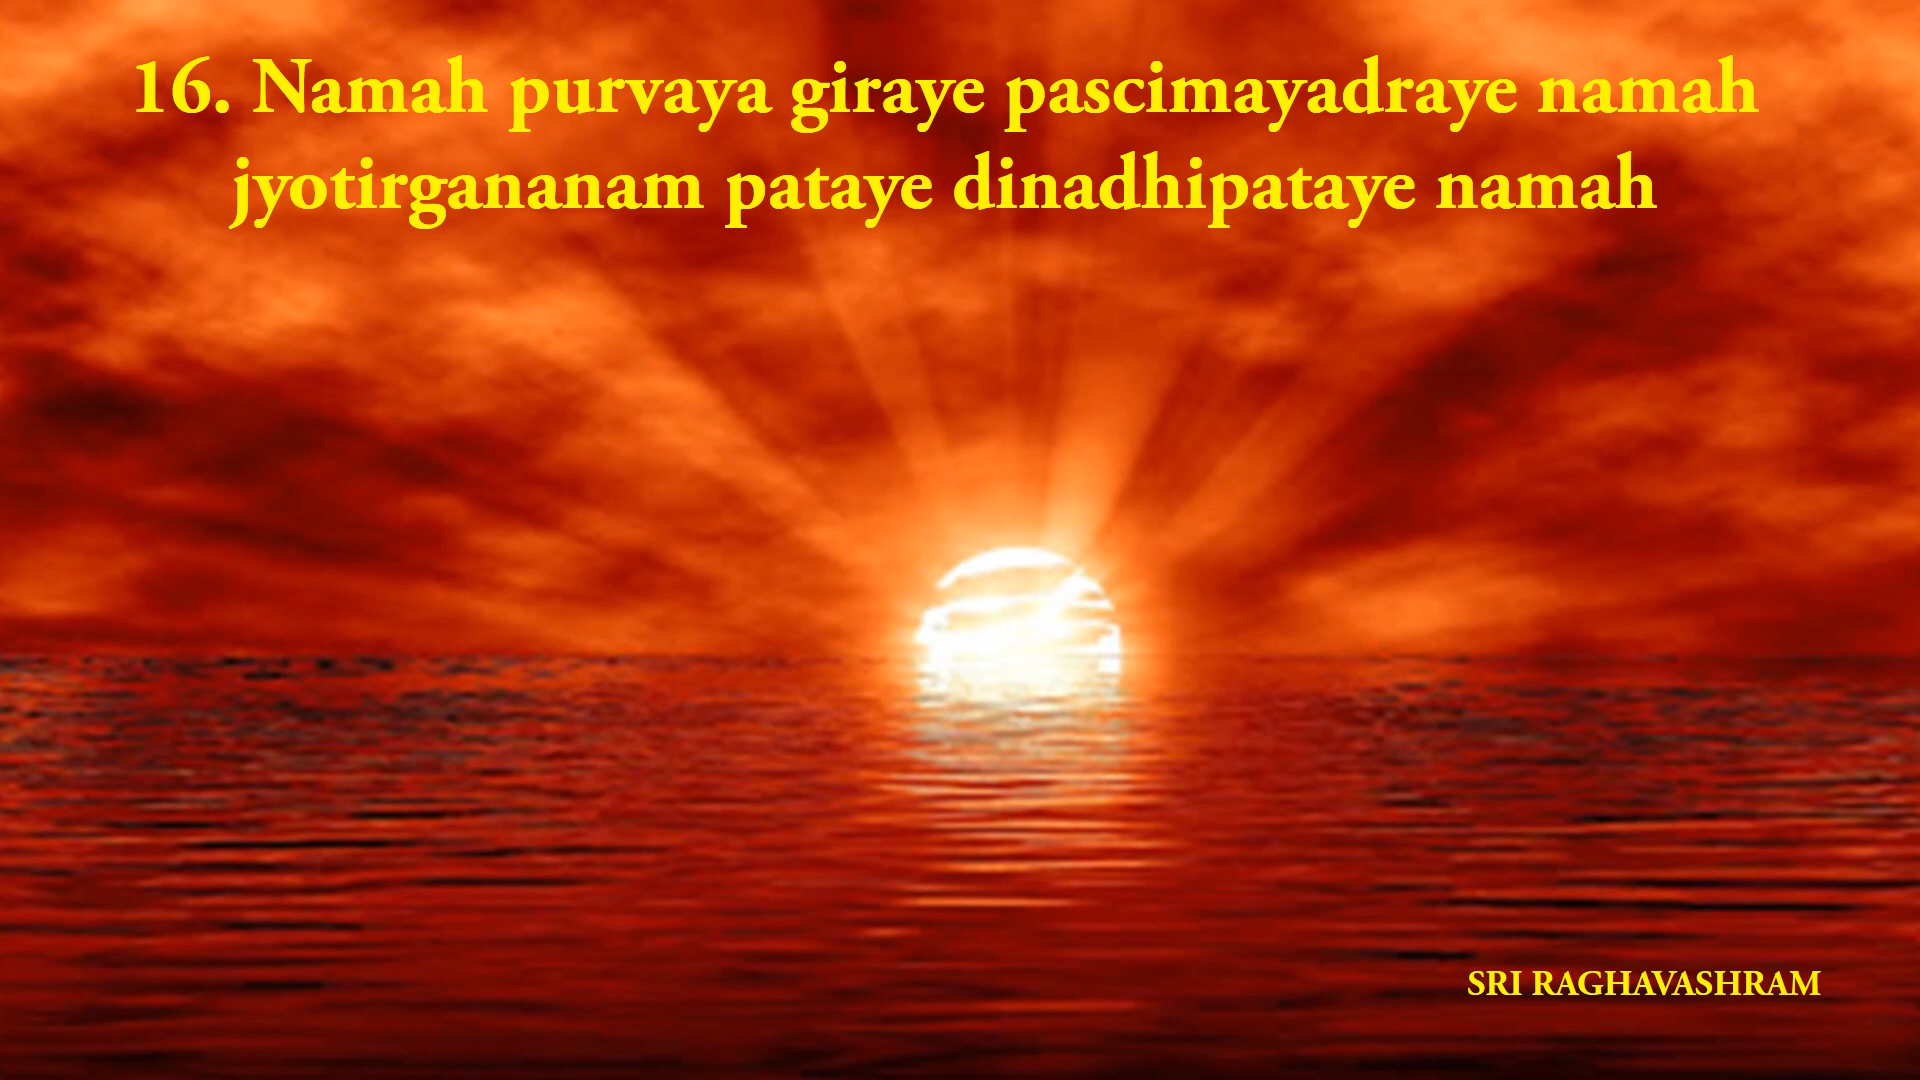 16. Namah purvaya giraye pascimayadraye namah
jyotirgananam pataye dinadhipataye namah
SRI RAGHAVASHRAM